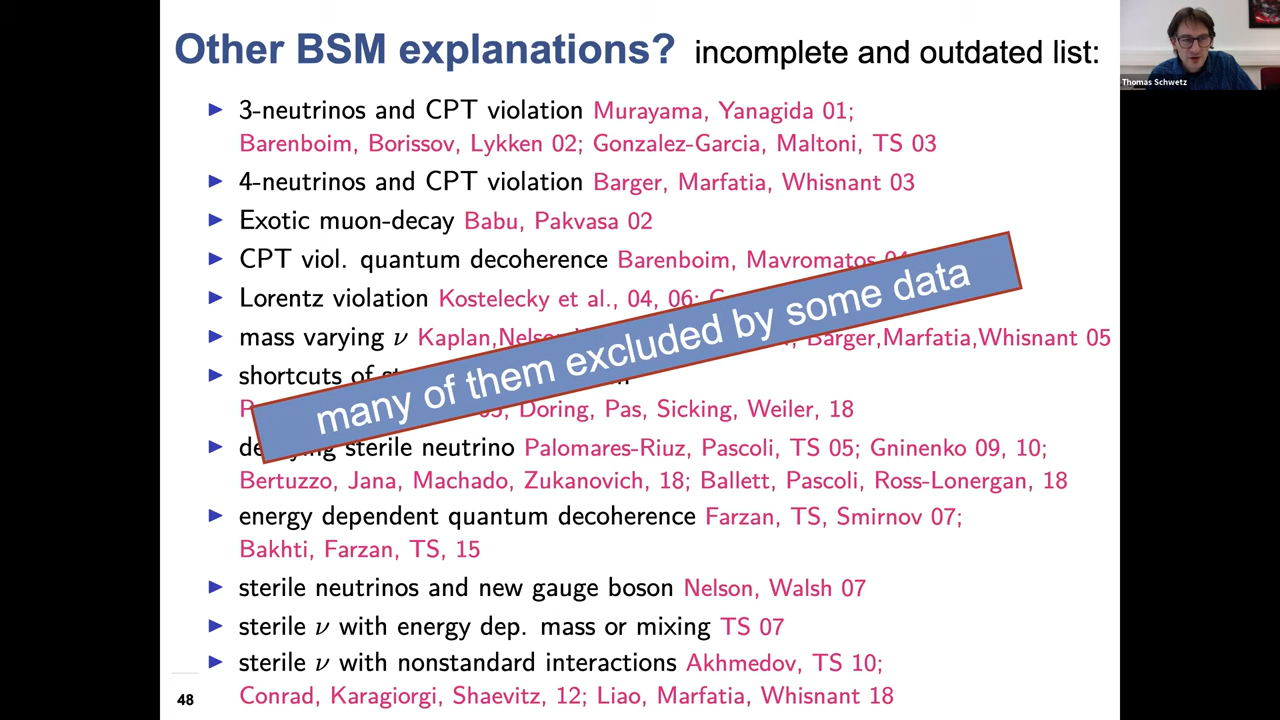 Other BSM explanations? incomplete and outdated list:
Thomas Schwetz
▶ 3-neutrinos and CPT violation Murayama, Yanagida 01;
Barenboim, Borissov, Lykken 02; Gonzalez-Garcia, Maltoni, TS 03
▶ 4-neutrinos and CPT violation Barger, Marfatia, Whisnant 03
▶ Exotic muon-decay Babu, Pakvasa 02
▶ CPT viol. quantum decoherence Barenboim, Mavromatos 04
▶ Lorentz violation Kostelecky et al., 04, 06;
▶ mass varying ν Kaplan,Nelson Barger,Marfatia,Whisnant 05
▶ shortcuts of
Doring, Pas, Sicking, Weiler, 18
many of them excluded by some data
▶ decaying sterile neutrino Palomares-Riuz, Pascoli, TS 05; Gninenko 09, 10;
Bertuzzo, Jana, Machado, Zukanovich, 18; Ballett, Pascoli, Ross-Lonergan, 18
▶ energy dependent quantum decoherence Farzan, TS, Smirnov 07;
Bakhti, Farzan, TS, 15
▶ sterile neutrinos and new gauge boson Nelson, Walsh 07
▶ sterile ν with energy dep. mass or mixing TS 07
▶ sterile ν with nonstandard interactions Akhmedov, TS 10;
Conrad, Karagiorgi, Shaevitz, 12; Liao, Marfatia, Whisnant 18
48